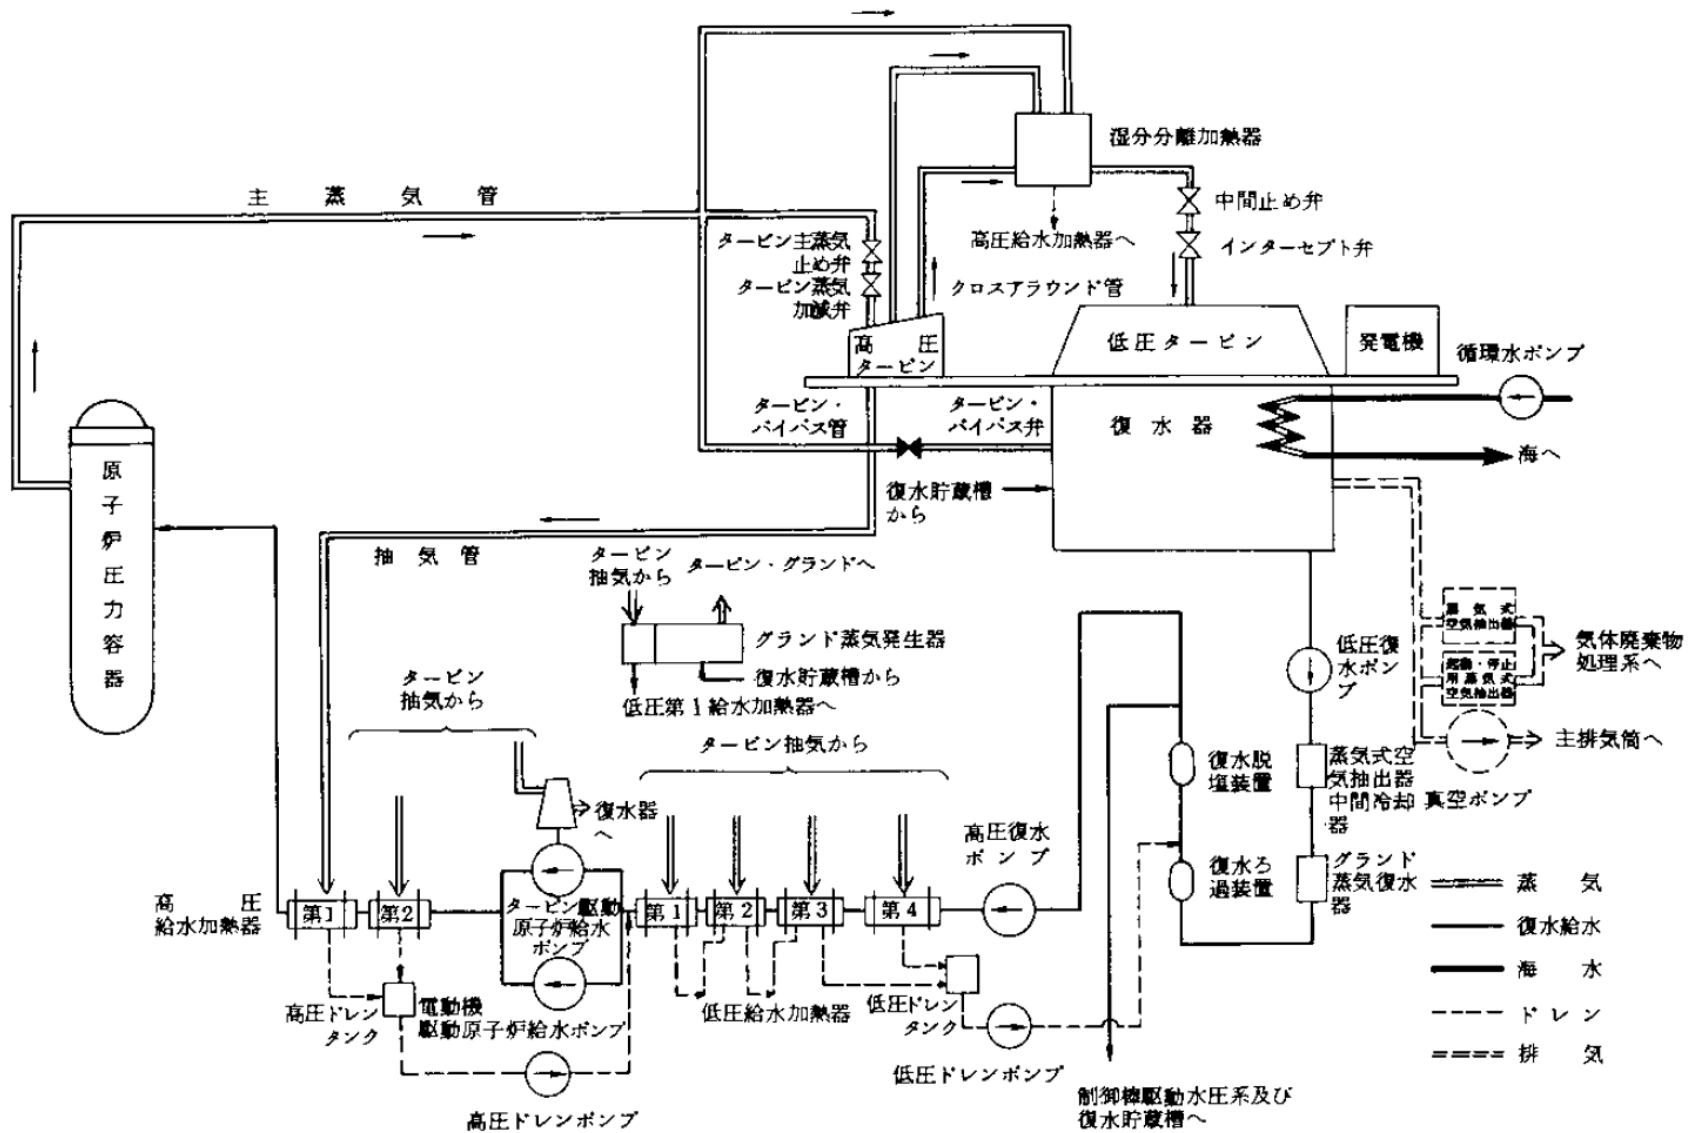 湿分分離加熱器
主蒸気管
中間止め弁
タービン主蒸気
止め弁
高圧給水加熱器へ
インターセプト弁
タービン蒸気
加減弁
クロスアラウンド管
高圧
タービン
低圧タービン
発電機
循環水ポンプ
タービン・
バイパス管
タービン・
バイパス弁
復水器
海へ
原子炉圧力容器
復水貯蔵槽
から
抽気管
タービン
抽気から
タービン・グランドへ
グランド蒸気発生器
復水貯蔵槽から
低圧第1給水加熱器へ
蒸気式
空気抽出器
起動・停止
用蒸気式
空気抽出器
気体廃棄物
処理系へ
低圧復
水ポン
プ
タービン
抽気から
タービン抽気から
主排気筒へ
復水脱
塩装置
蒸気式空
気抽出器
中間冷却
器
真空ポンプ
復水器
へ
高圧復水
ポンプ
復水ろ
過装置
グランド
蒸気復水
器
高圧
給水加熱器
第1
第2
タービン駆動
原子炉給水
ポンプ
第1
第2
第3
第4
蒸気
復水給水
海水
ドレン
排気
高圧ドレン
タンク
電動機
駆動原子炉給水ポンプ
低圧給水加熱器
低圧ドレン
タンク
低圧ドレンポンプ
高圧ドレンポンプ
制御棒駆動水圧系及び
復水貯蔵槽へ